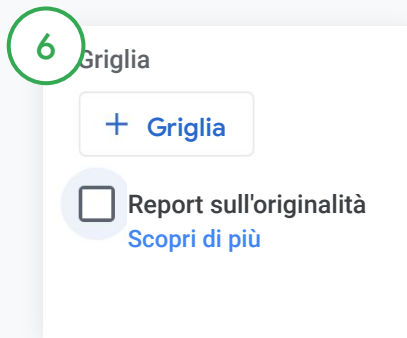 6
Griglia
+ Griglia
Report sull'originalità
Scopri di più